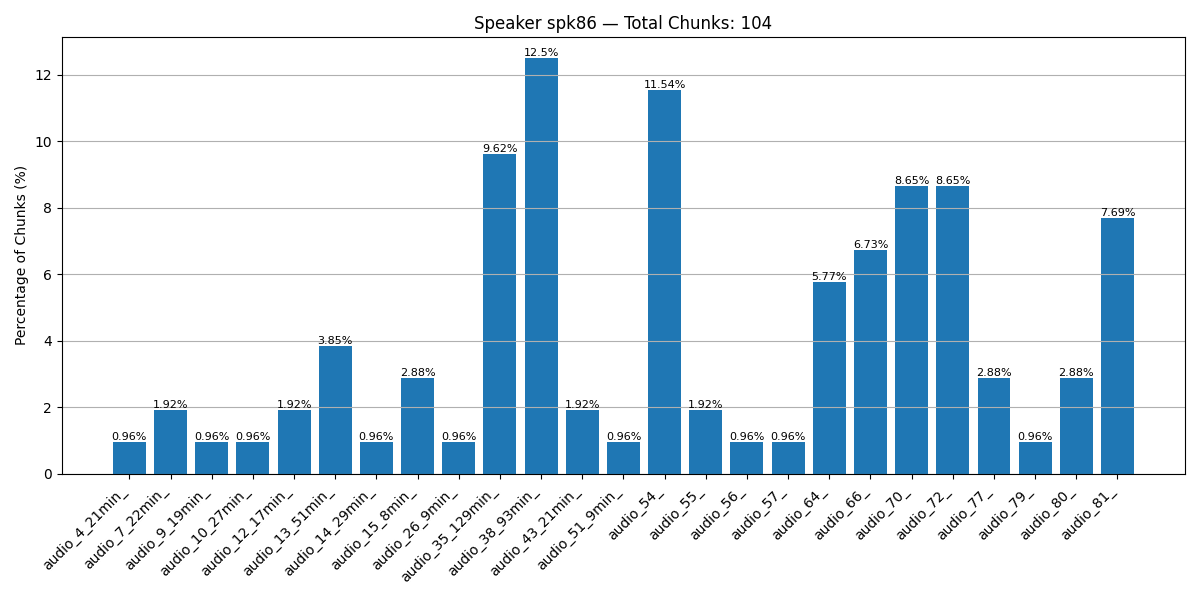 Speaker spk86 — Total Chunks: 104
Percentage of Chunks (%)
12
10
8
6
4
2
0
0.96%
1.92%
0.96%
0.96%
1.92%
3.85%
0.96%
2.88%
0.96%
9.62%
12.5%
1.92%
0.96%
11.54%
1.92%
0.96%
0.96%
5.77%
6.73%
8.65%
8.65%
2.88%
0.96%
2.88%
7.69%
audio_4_21min_
audio_7_22min_
audio_9_19min_
audio_10_27min_
audio_12_17min_
audio_13_51min_
audio_14_29min_
audio_15_8min_
audio_26_9min_
audio_35_129min_
audio_38_93min_
audio_43_21min_
audio_51_9min_
audio_54_
audio_55_
audio_56_
audio_57_
audio_64_
audio_66_
audio_70_
audio_72_
audio_77_
audio_79_
audio_80_
audio_81_